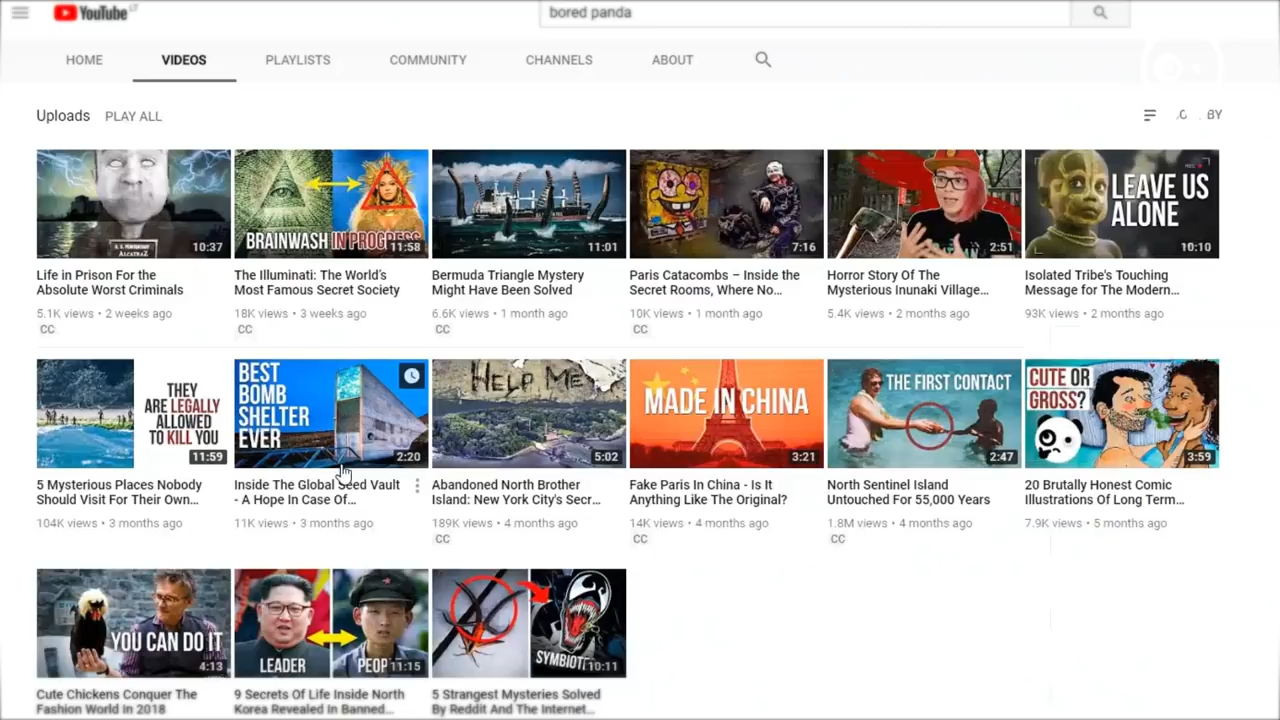 YouTube
bored panda
HOME VIDEOS PLAYLISTS COMMUNITY CHANNELS ABOUT
Uploads PLAY ALL
BY
10:37
BRAINWASH IN PROGRESS
11:58
11:01
7:16
2:51
LEAVE US
ALONE
10:10
Life in Prison For the
Absolute Worst Criminals
5.1K views • 2 weeks ago
CC
The Illuminati: The World's
Most Famous Secret Society
18K views • 3 weeks ago
CC
Bermuda Triangle Mystery
Might Have Been Solved
6.6K views • 1 month ago
CC
Paris Catacombs – Inside the
Secret Rooms, Where No...
10K views • 1 month ago
CC
Horror Story Of The
Mysterious Inunaki Village...
5.4K views • 2 months ago
Isolated Tribe's Touching
Message for The Modern...
93K views • 2 months ago
THEY
ARE LEGALLY
ALLOWED
TO KILL YOU
11:59
BEST
BOMB
SHELTER
EVER
2:20
HELP ME
5:02
MADE IN CHINA
3:21
THE FIRST CONTACT
2:47
CUTE OR
GROSS?
3:59
5 Mysterious Places Nobody
Should Visit For Their Own...
104K views • 3 months ago
Inside The Global Seed Vault
- A Hope In Case Of...
11K views • 3 months ago
Abandoned North Brother
Island: New York City's Secr...
189K views • 4 months ago
CC
Fake Paris In China - Is It
Anything Like The Original?
14K views • 4 months ago
CC
North Sentinel Island
Untouched For 55,000 Years
1.8M views • 4 months ago
CC
20 Brutally Honest Comic
Illustrations Of Long Term...
7.9K views • 5 months ago
YOU CAN DO IT
4:13
LEADER
PEOP
11:15
SYMBIOT
10:11
Cute Chickens Conquer The
Fashion World In 2018
9 Secrets Of Life Inside North
Korea Revealed In Banned...
5 Strangest Mysteries Solved
By Reddit And The Internet...